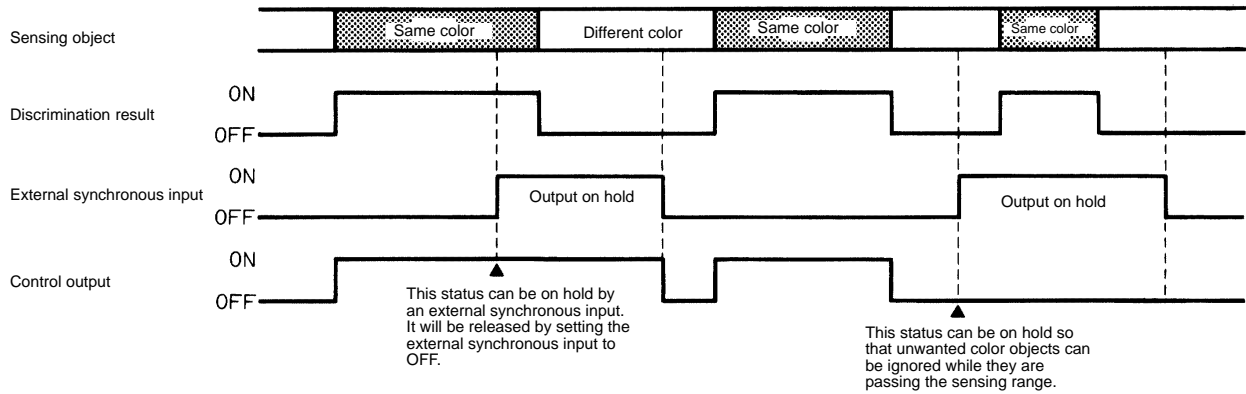 Sensing object
Same color
Different color
Same color
Same color
Discrimination result
ON
OFF
External synchronous input
ON
OFF
Output on hold
Output on hold
Control output
ON
OFF
This status can be on hold by
an external synchronous input.
It will be released by setting the
external synchronous input to
OFF.
This status can be on hold so
that unwanted color objects can
be ignored while they are
passing the sensing range.